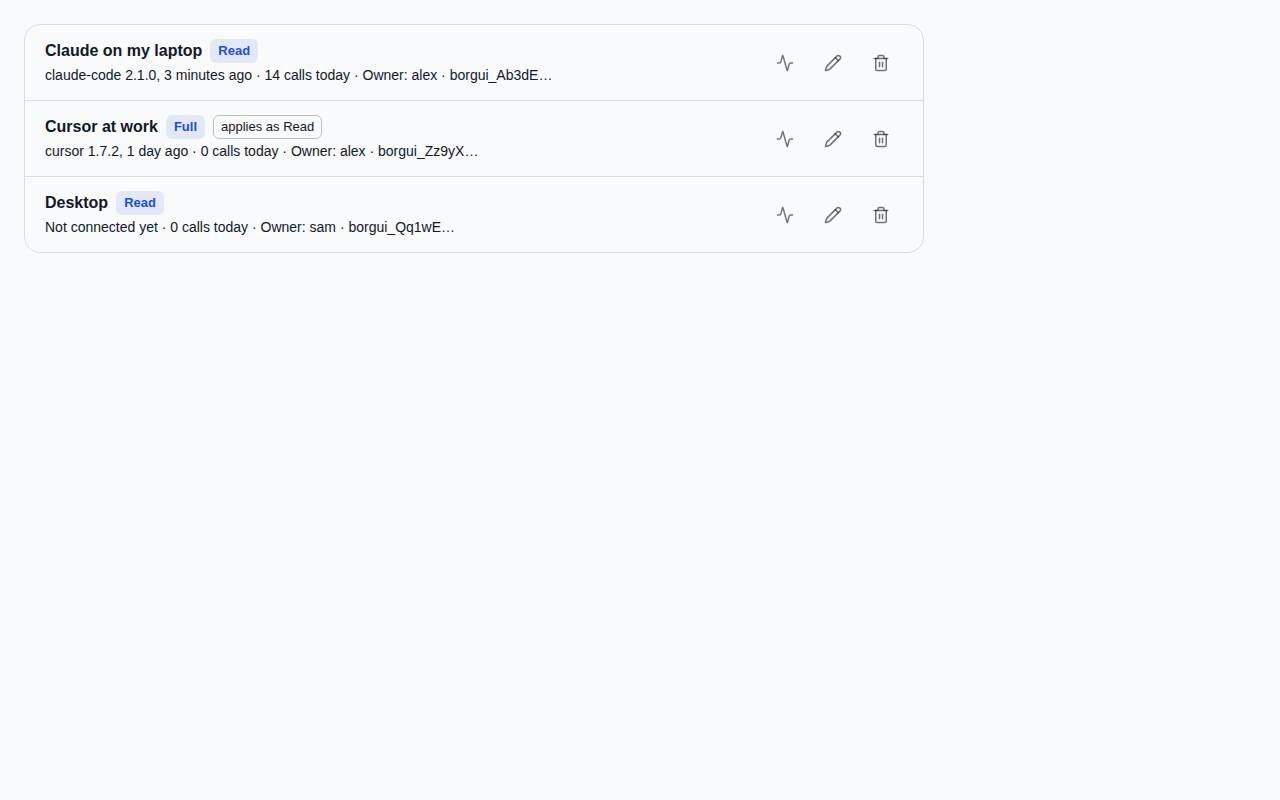 Claude on my laptop Read
claude-code 2.1.0, 3 minutes ago · 14 calls today · Owner: alex · borgui_Ab3dE…
Cursor at work Full applies as Read
cursor 1.7.2, 1 day ago · 0 calls today · Owner: alex · borgui_Zz9yX…
Desktop Read
Not connected yet · 0 calls today · Owner: sam · borgui_Qq1wE…